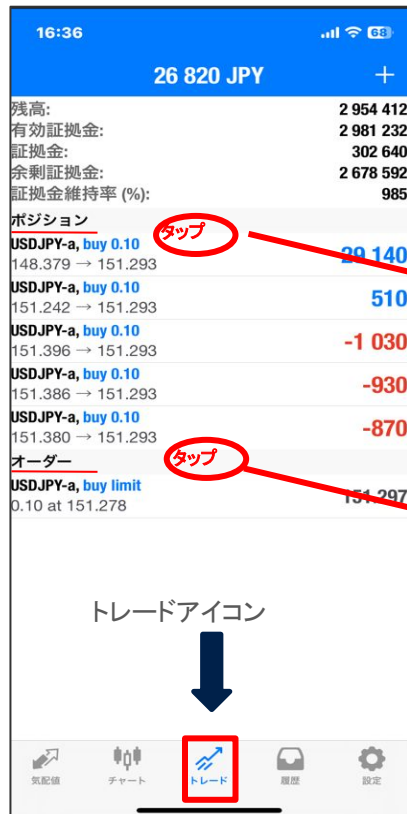 16:36
68
26 820 JPY
残高: 2 954 412
有効証拠金: 2 981 232
証拠金: 302 640
余剰証拠金: 2 678 592
証拠金維持率 (%): 985
ポジション
タップ
USDJPY-a, buy 0.10
148.379 → 151.293 29 140
USDJPY-a, buy 0.10
151.242 → 151.293 510
USDJPY-a, buy 0.10
151.396 → 151.293 -1 030
USDJPY-a, buy 0.10
151.386 → 151.293 -930
USDJPY-a, buy 0.10
151.380 → 151.293 -870
オーダー
タップ
USDJPY-a, buy limit
0.10 at 151.278 151.297
トレードアイコン
気配値 チャート トレード 履歴 設定